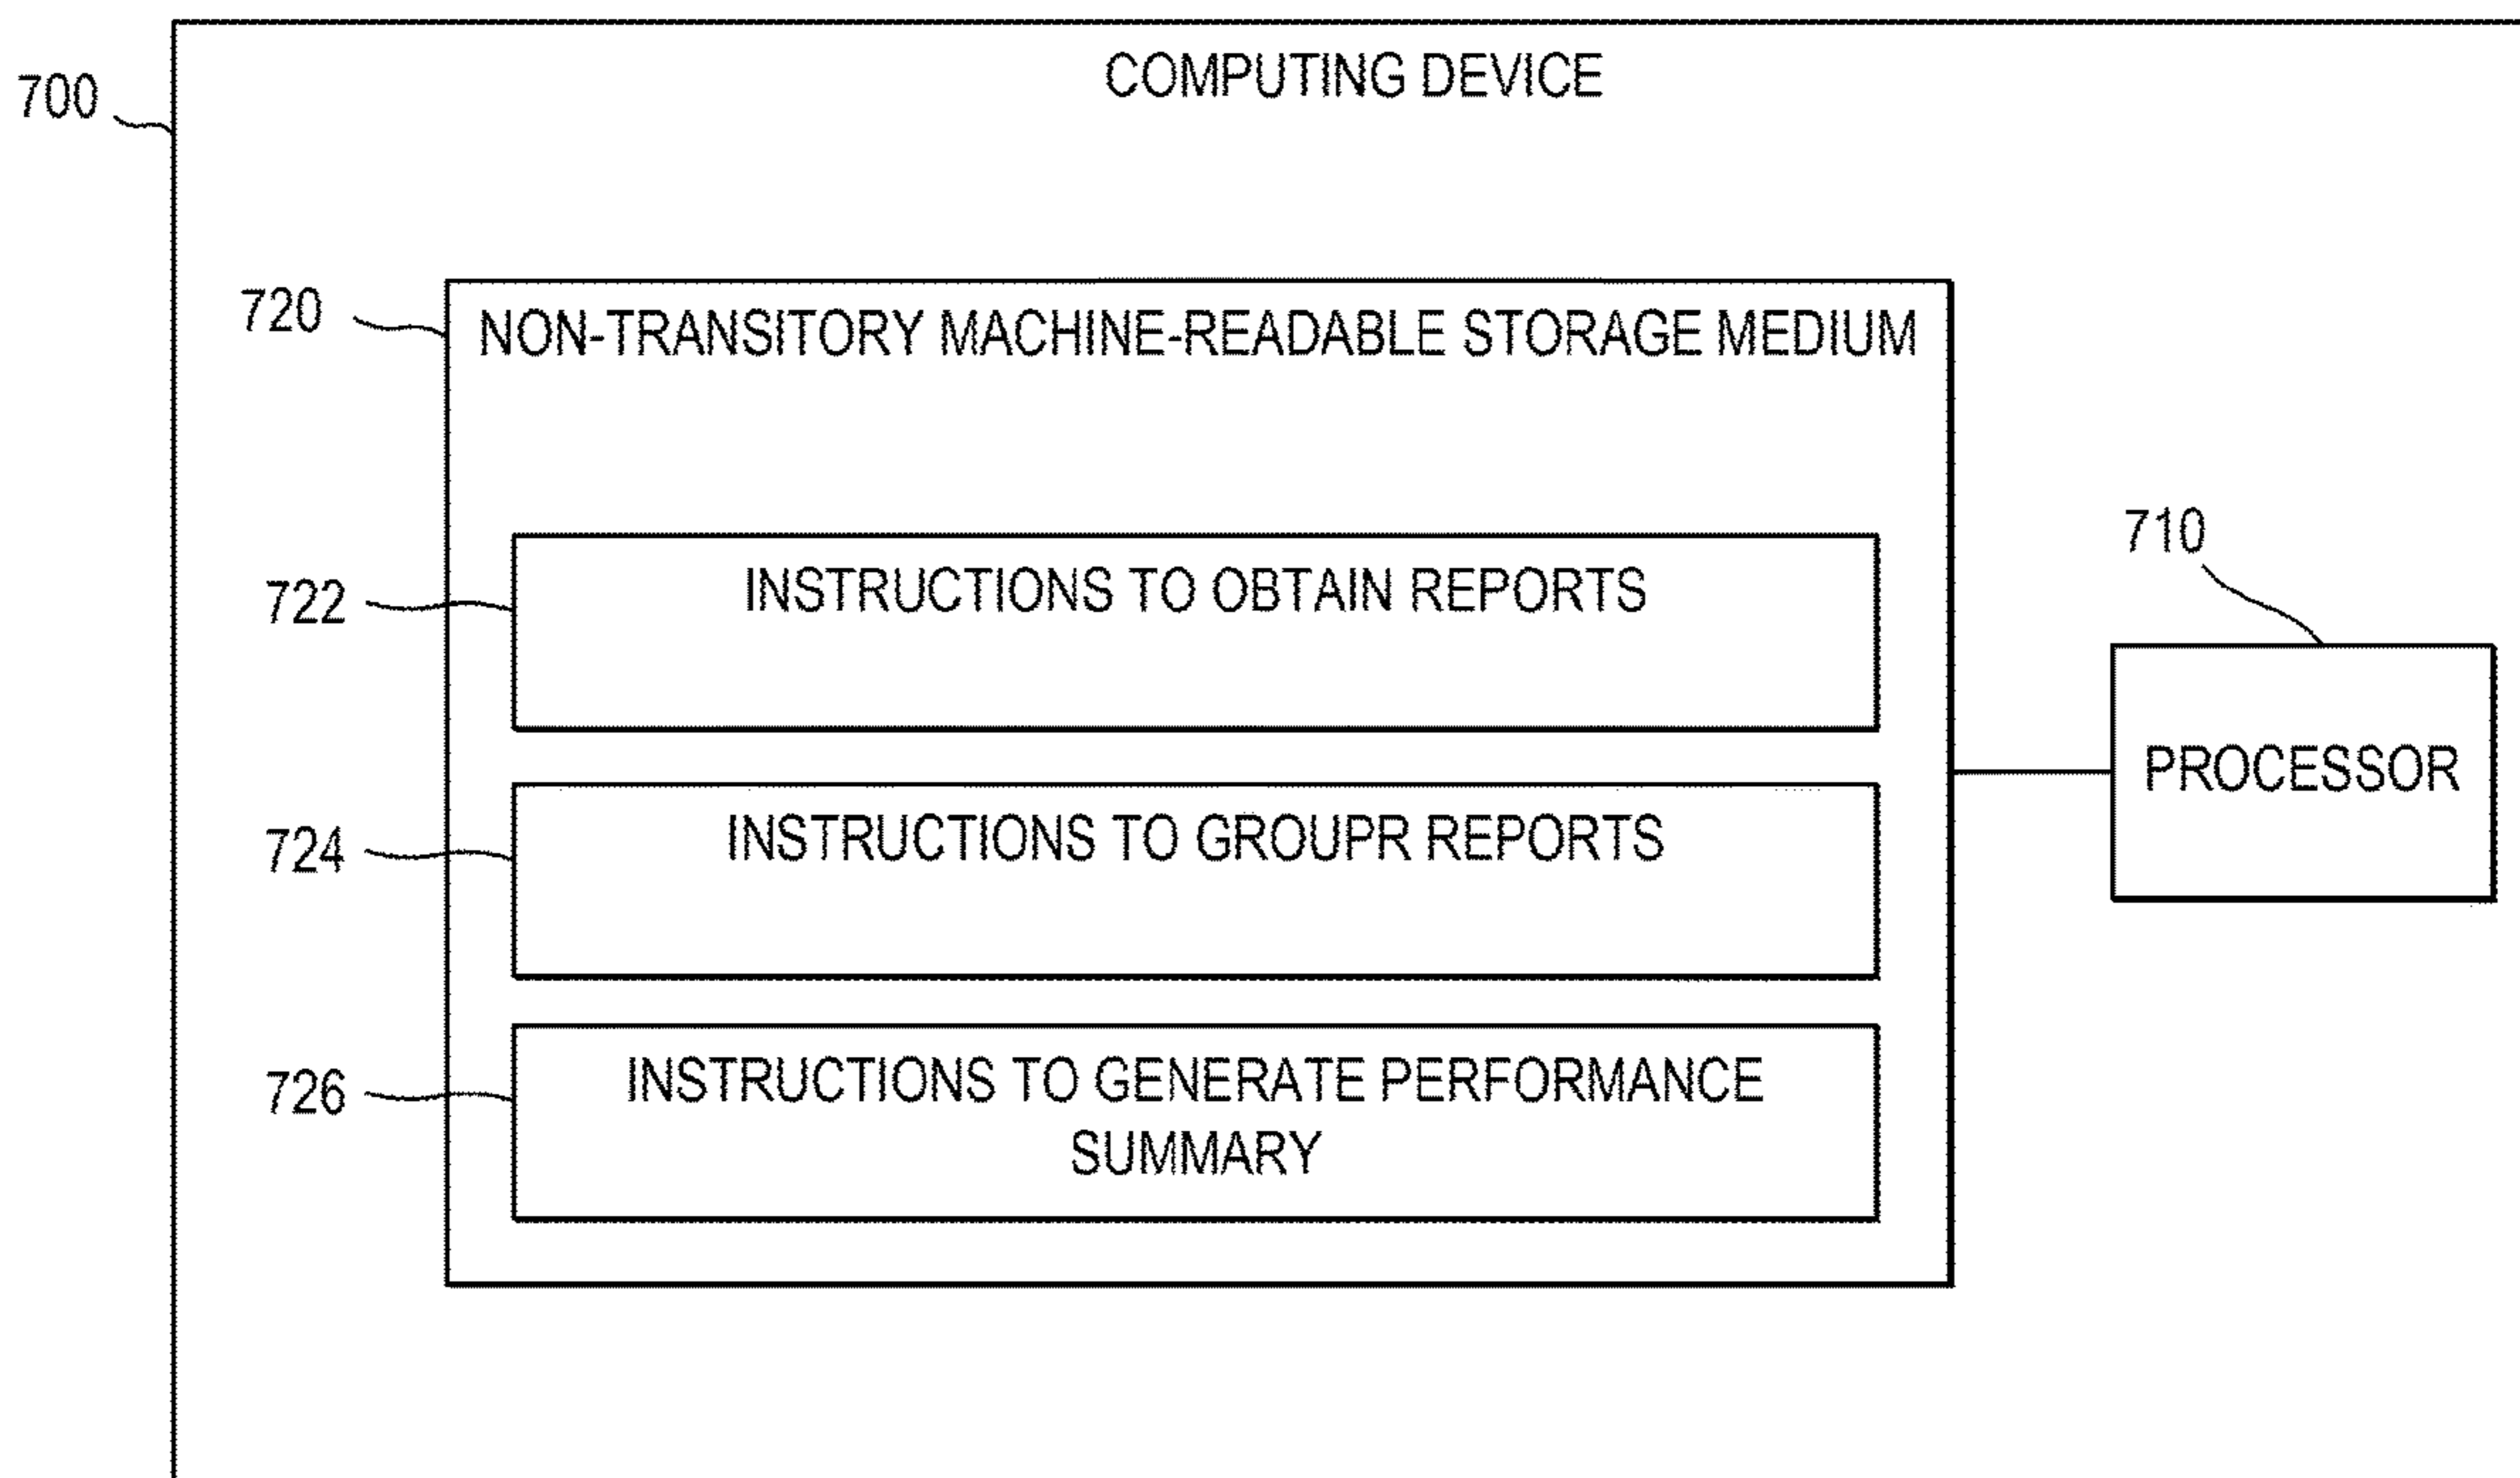 COMPUTING DEVICE
700
720
NON-TRANSITORY MACHINE-READABLE STORAGE MEDIUM
722
INSTRUCTIONS TO OBTAIN REPORTS
710
PROCESSOR
724
INSTRUCTIONS TO GROUPR REPORTS
726
INSTRUCTIONS TO GENERATE PERFORMANCE
SUMMARY